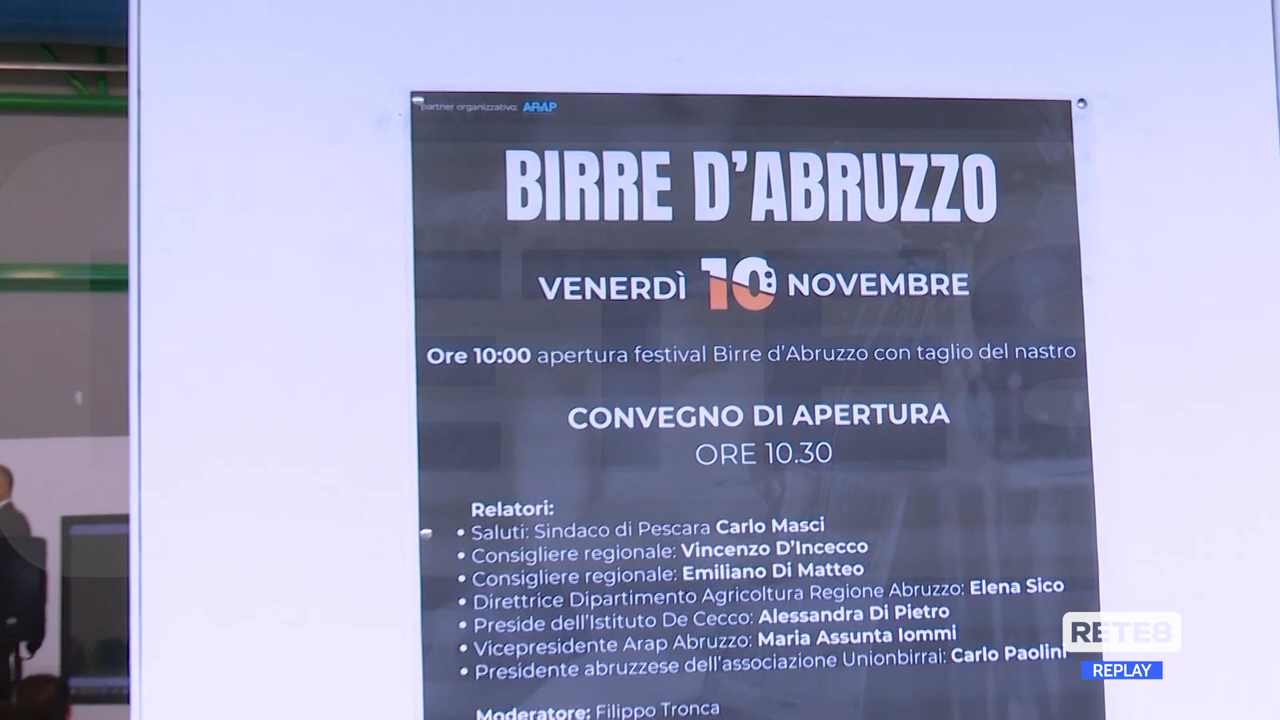 partner organizzativo: ARAP
BIRRE D'ABRUZZO
VENERDÌ 10 NOVEMBRE
Ore 10:00 apertura festival Birre d'Abruzzo con taglio del nastro
CONVEGNO DI APERTURA
ORE 10.30
Relatori:
• Saluti: Sindaco di Pescara Carlo Masci
• Consigliere regionale: Vincenzo D'Incecco
• Consigliere regionale: Emiliano Di Matteo
• Direttrice Dipartimento Agricoltura Regione Abruzzo: Elena Sico
• Preside dell'Istituto De Cecco: Alessandra Di Pietro
• Vicepresidente Arap Abruzzo: Maria Assunta Iommi
• Presidente abruzzese dell'associazione Unionbirrai: Carlo Paolini
Moderatore: Filippo Tronca
RETE8
REPLAY